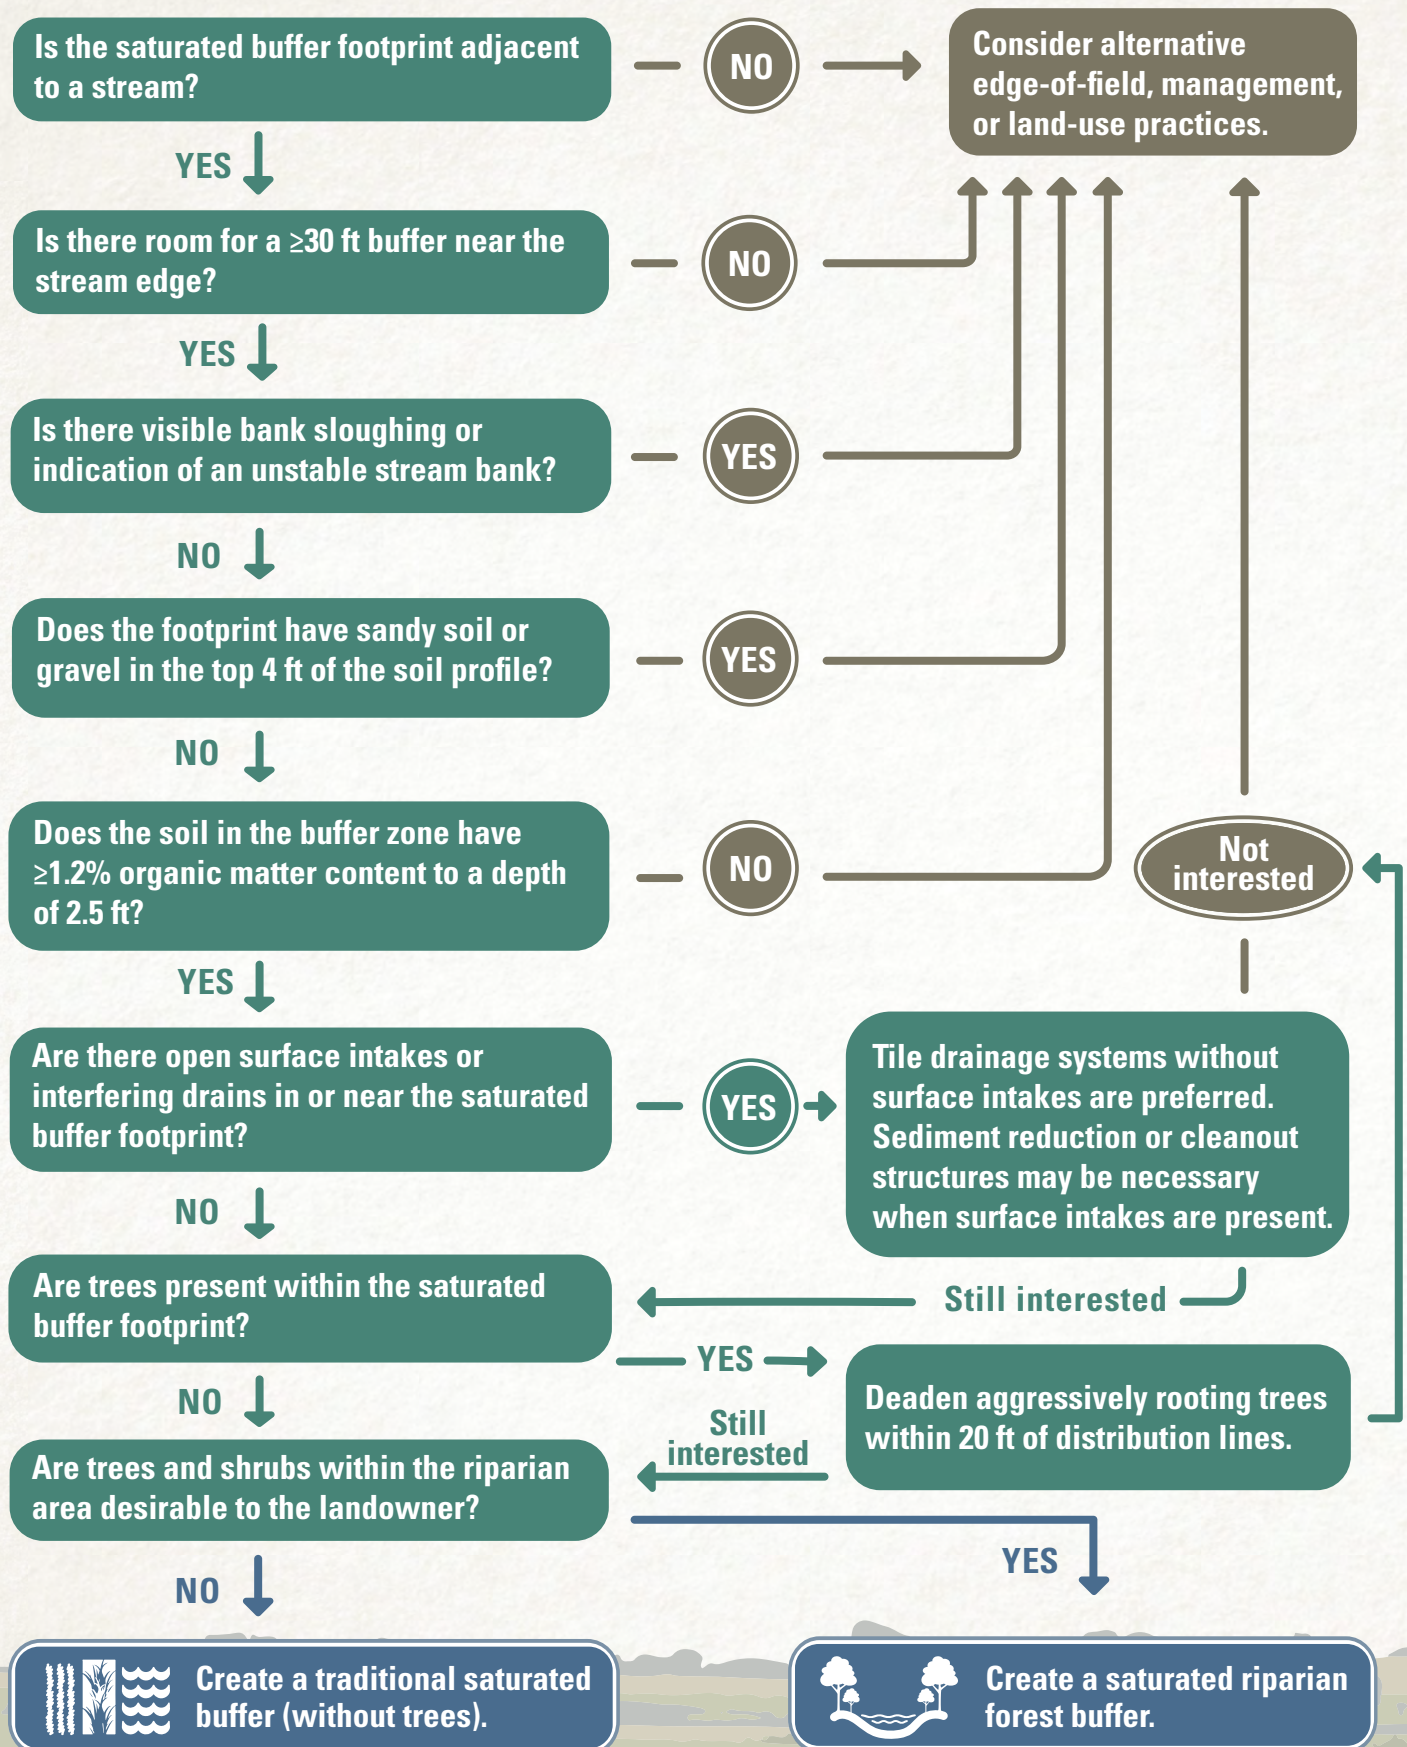 Is the saturated buffer footprint adjacent
to a stream?
NO
Consider alternative
edge-of-field, management,
or land-use practices.
YES
Is there room for a ≥30 ft buffer near the
stream edge?
NO
YES
Is there visible bank sloughing or
indication of an unstable stream bank?
YES
NO
Does the footprint have sandy soil or
gravel in the top 4 ft of the soil profile?
YES
NO
Does the soil in the buffer zone have
≥1.2% organic matter content to a depth
of 2.5 ft?
NO
Not
interested
YES
Are there open surface intakes or
interfering drains in or near the saturated
buffer footprint?
YES
Tile drainage systems without
surface intakes are preferred.
Sediment reduction or cleanout
structures may be necessary
when surface intakes are present.
NO
Still interested
Are trees present within the saturated
buffer footprint?
YES
Deaden aggressively rooting trees
within 20 ft of distribution lines.
NO
Still
interested
Are trees and shrubs within the riparian
area desirable to the landowner?
YES
NO
Create a traditional saturated
buffer (without trees).
Create a saturated riparian
forest buffer.